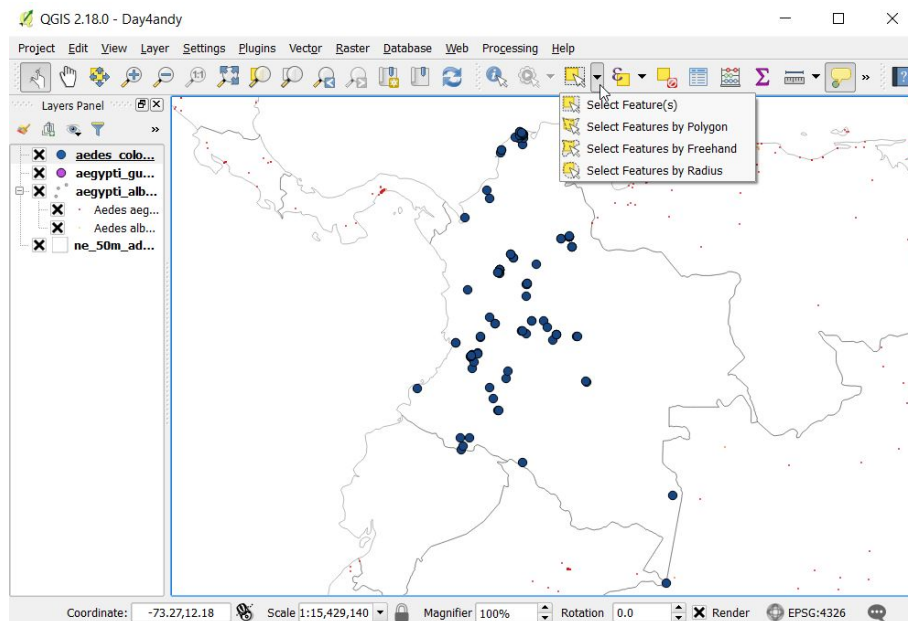 QGIS 2.18.0 - Day4andy
Project Edit View Layer Settings Plugins Vector Raster Database Web Processing Help
Layers Panel
aedes_colo...
aegypti_gu...
aegypti_alb...
Aedes aeg...
Aedes alb...
ne_50m_ad...
Select Feature(s)
Select Features by Polygon
Select Features by Freehand
Select Features by Radius
Coordinate: -73.27,12.18 Scale 1:15,429,140 Magnifier 100% Rotation 0.0 Render EPSG:4326